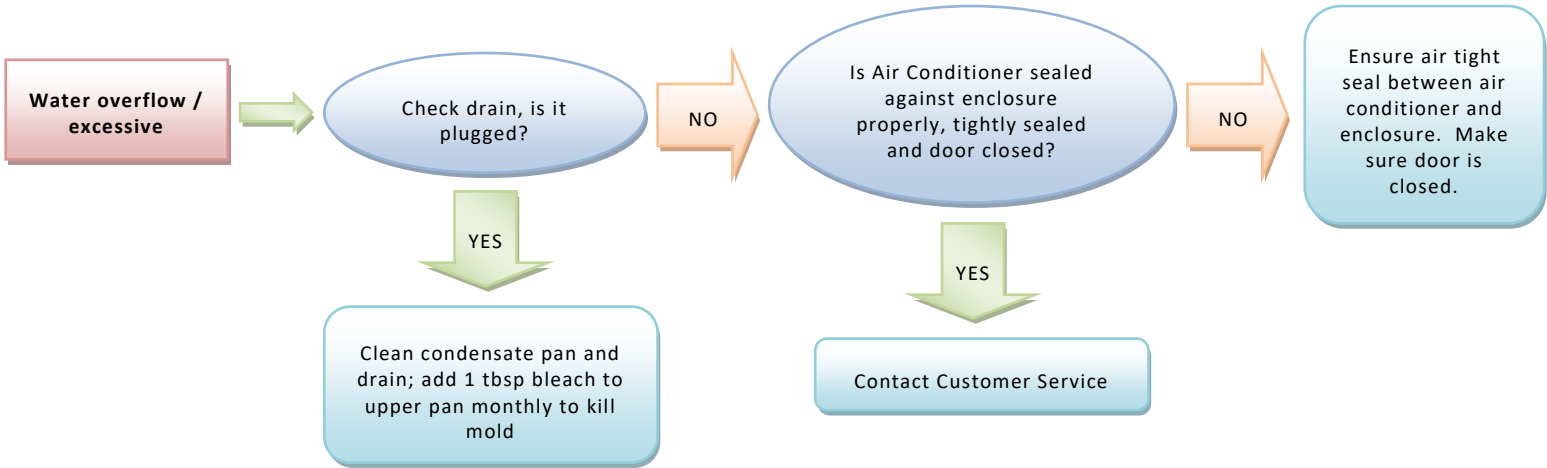 Water overflow /
excessive
Check drain, is it
plugged?
NO
Is Air Conditioner sealed
against enclosure
properly, tightly sealed
and door closed?
NO
Ensure air tight
seal between air
conditioner and
enclosure. Make
sure door is
closed.
YES
YES
Clean condensate pan and
drain; add 1 tbsp bleach to
upper pan monthly to kill
mold
Contact Customer Service